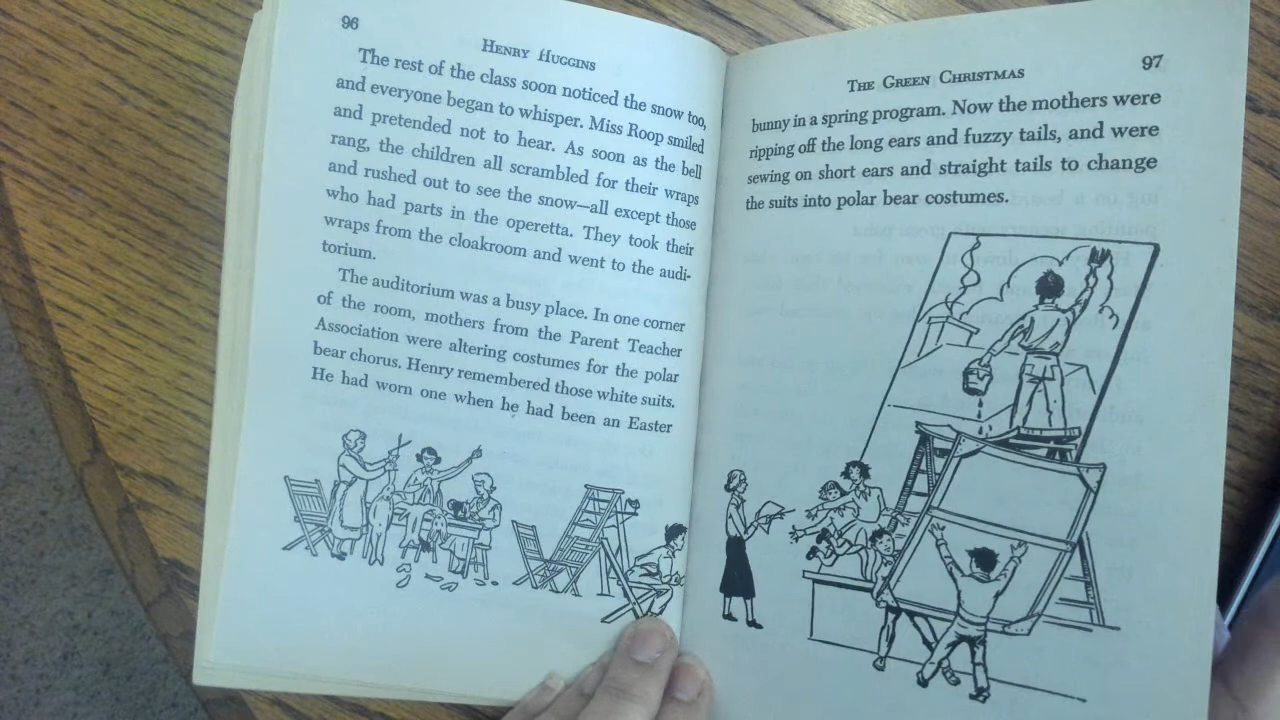 96
HENRY HUGGINS
The rest of the class soon noticed the snow too,
and everyone began to whisper. Miss Roop smiled
and pretended not to hear. As soon as the bell
rang, the children all scrambled for their wraps
and rushed out to see the snow—all except those
who had parts in the operetta. They took their
wraps from the cloakroom and went to the audi-
torium.
The auditorium was a busy place. In one corner
of the room, mothers from the Parent Teacher
Association were altering costumes for the polar
bear chorus. Henry remembered those white suits.
He had worn one when he had been an Easter
THE GREEN CHRISTMAS
97
bunny in a spring program. Now the mothers were
ripping off the long ears and fuzzy tails, and were
sewing on short ears and straight tails to change
the suits into polar bear costumes.